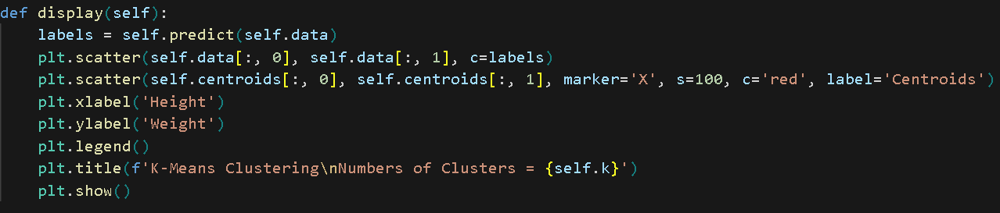 def display(self):
    labels = self.predict(self.data)
    plt.scatter(self.data[:, 0], self.data[:, 1], c=labels)
    plt.scatter(self.centroids[:, 0], self.centroids[:, 1], marker='X', s=100, c='red', label='Centroids')
    plt.xlabel('Height')
    plt.ylabel('Weight')
    plt.legend()
    plt.title(f'K-Means Clustering\nNumbers of Clusters = {self.k}')
    plt.show()